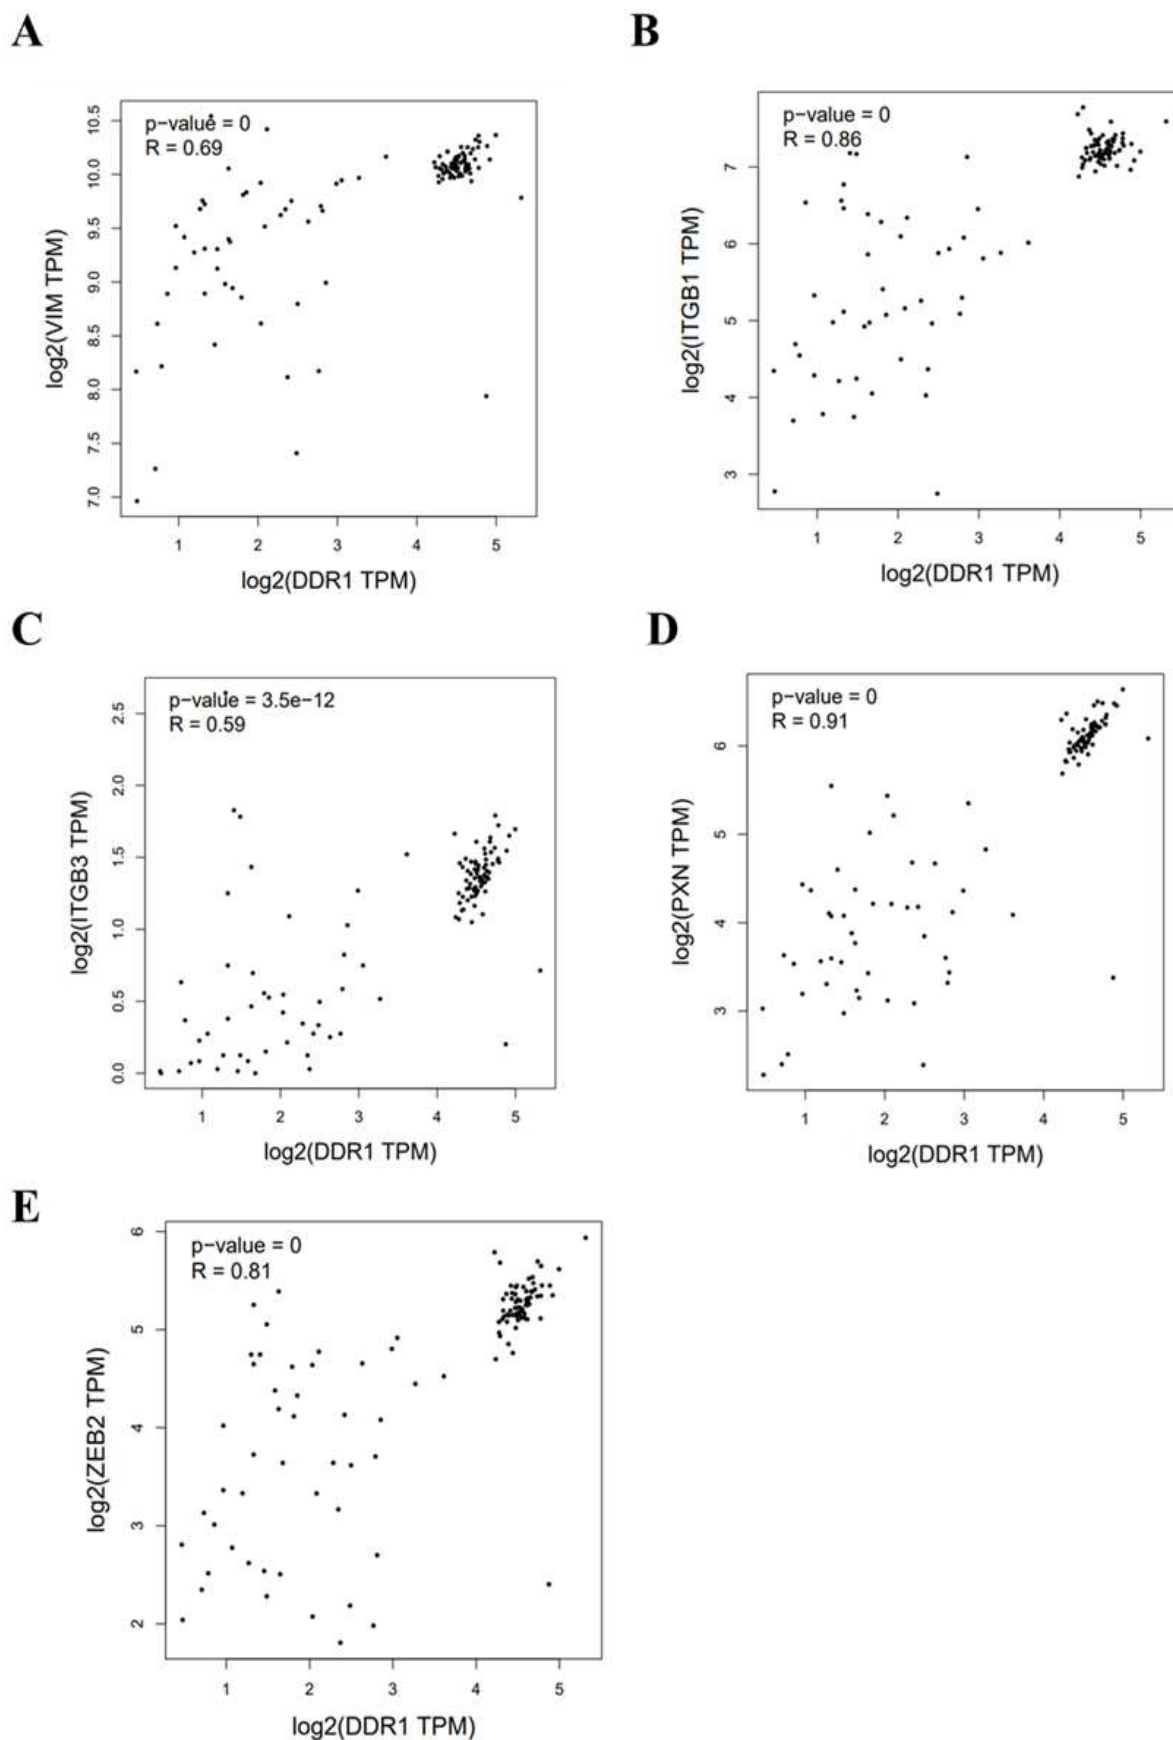 A
p-value = 0
R = 0.69
log2(VIM TPM)
10.5
10.0
9.5
9.0
8.5
8.0
7.5
7.0
1 2 3 4 5
log2(DDR1 TPM)
B
p-value = 0
R = 0.86
log2(ITGB1 TPM)
7
6
5
4
3
1 2 3 4 5
log2(DDR1 TPM)
C
p-value = 3.5e-12
R = 0.59
log2(ITGB3 TPM)
2.5
2.0
1.5
1.0
0.5
0.0
1 2 3 4 5
log2(DDR1 TPM)
D
p-value = 0
R = 0.91
log2(PXN TPM)
6
5
4
3
1 2 3 4 5
log2(DDR1 TPM)
E
p-value = 0
R = 0.81
log2(ZEB2 TPM)
6
5
4
3
2
1 2 3 4 5
log2(DDR1 TPM)